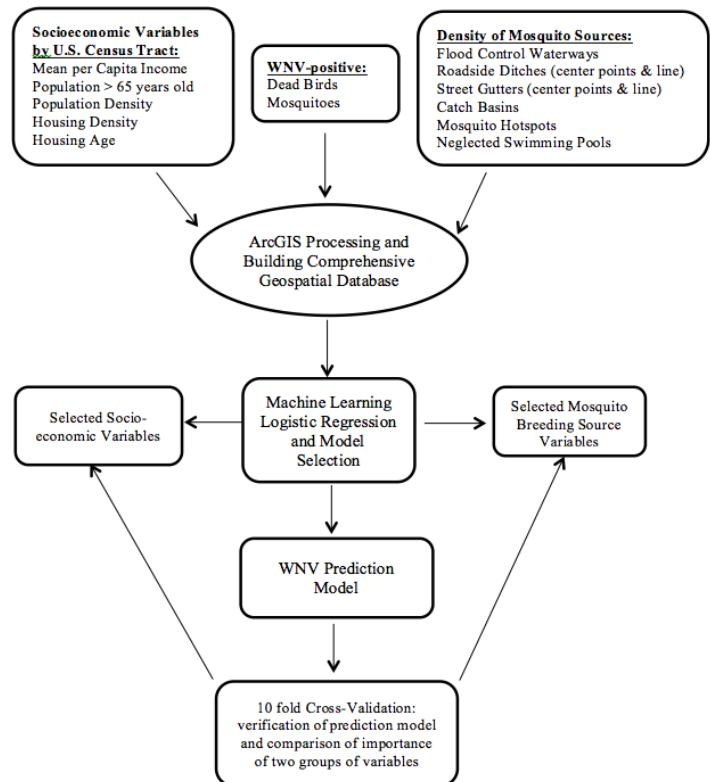 Socioeconomic Variables
by U.S. Census Tract:
Mean per Capita Income
Population > 65 years old
Population Density
Housing Density
Housing Age
WNV-positive:
Dead Birds
Mosquitoes
Density of Mosquito Sources:
Flood Control Waterways
Roadside Ditches (center points & line)
Street Gutters (center points & line)
Catch Basins
Mosquito Hotspots
Neglected Swimming Pools
ArcGIS Processing and
Building Comprehensive
Geospatial Database
Selected Socio-
economic Variables
Machine Learning
Logistic Regression
and Model
Selection
Selected Mosquito
Breeding Source
Variables
WNV Prediction
Model
10 fold Cross-Validation:
verification of prediction model
and comparison of importance
of two groups of variables